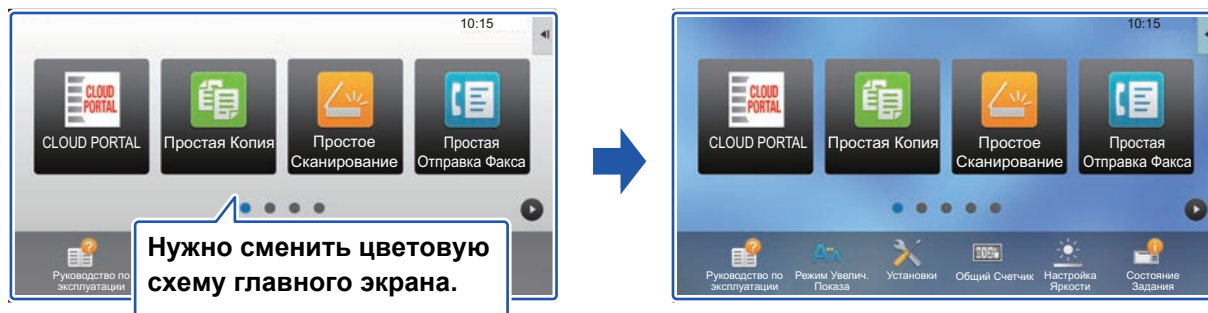 10:15
CLOUD
PORTAL
CLOUD PORTAL
Простая Копия
Простое
Сканирование
Простая
Отправка Факса
Руководство по
эксплуатации
Нужно сменить цветовую
схему главного экрана.
10:15
CLOUD
PORTAL
CLOUD PORTAL
Простая Копия
Простое
Сканирование
Простая
Отправка Факса
Руководство по
эксплуатации
Режим Увелич.
Показа
Установки
Общий Счетчик
Настройка
Яркости
Состояние
Задания